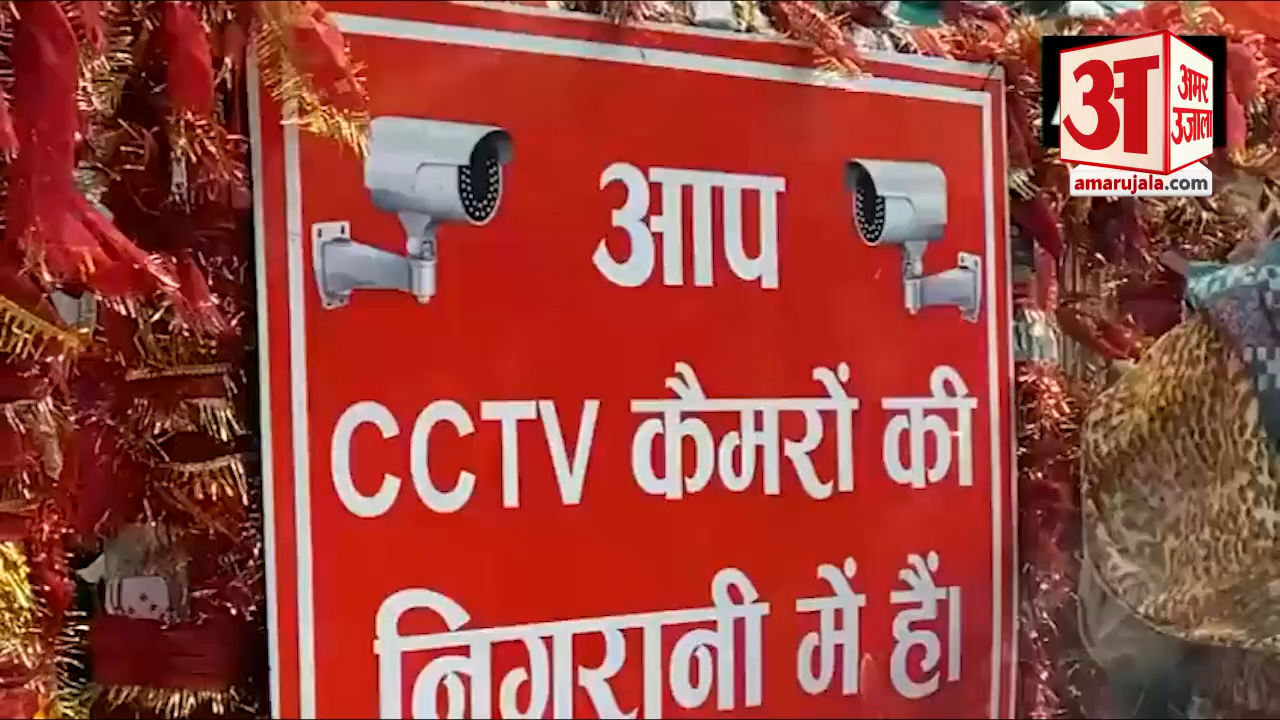 आप
CCTV कैमरों की
निगरानी में हैं।
अ
अमर
उजाला
amarujala.com